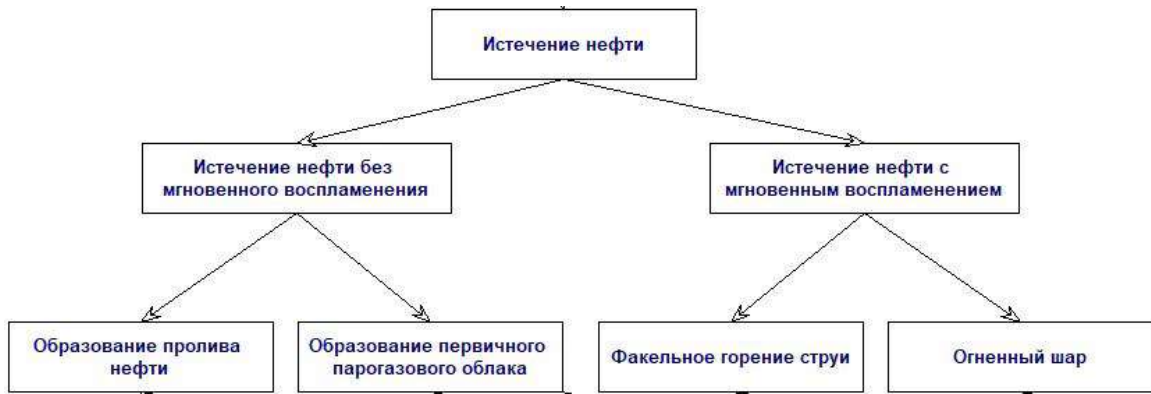 Истечение нефти
Истечение нефти без
мгновенного воспламенения
Истечение нефти с
мгновенным воспламенением
Образование пролива
нефти
Образование первичного
парогазового облака
Факельное горение струи
Огненный шар